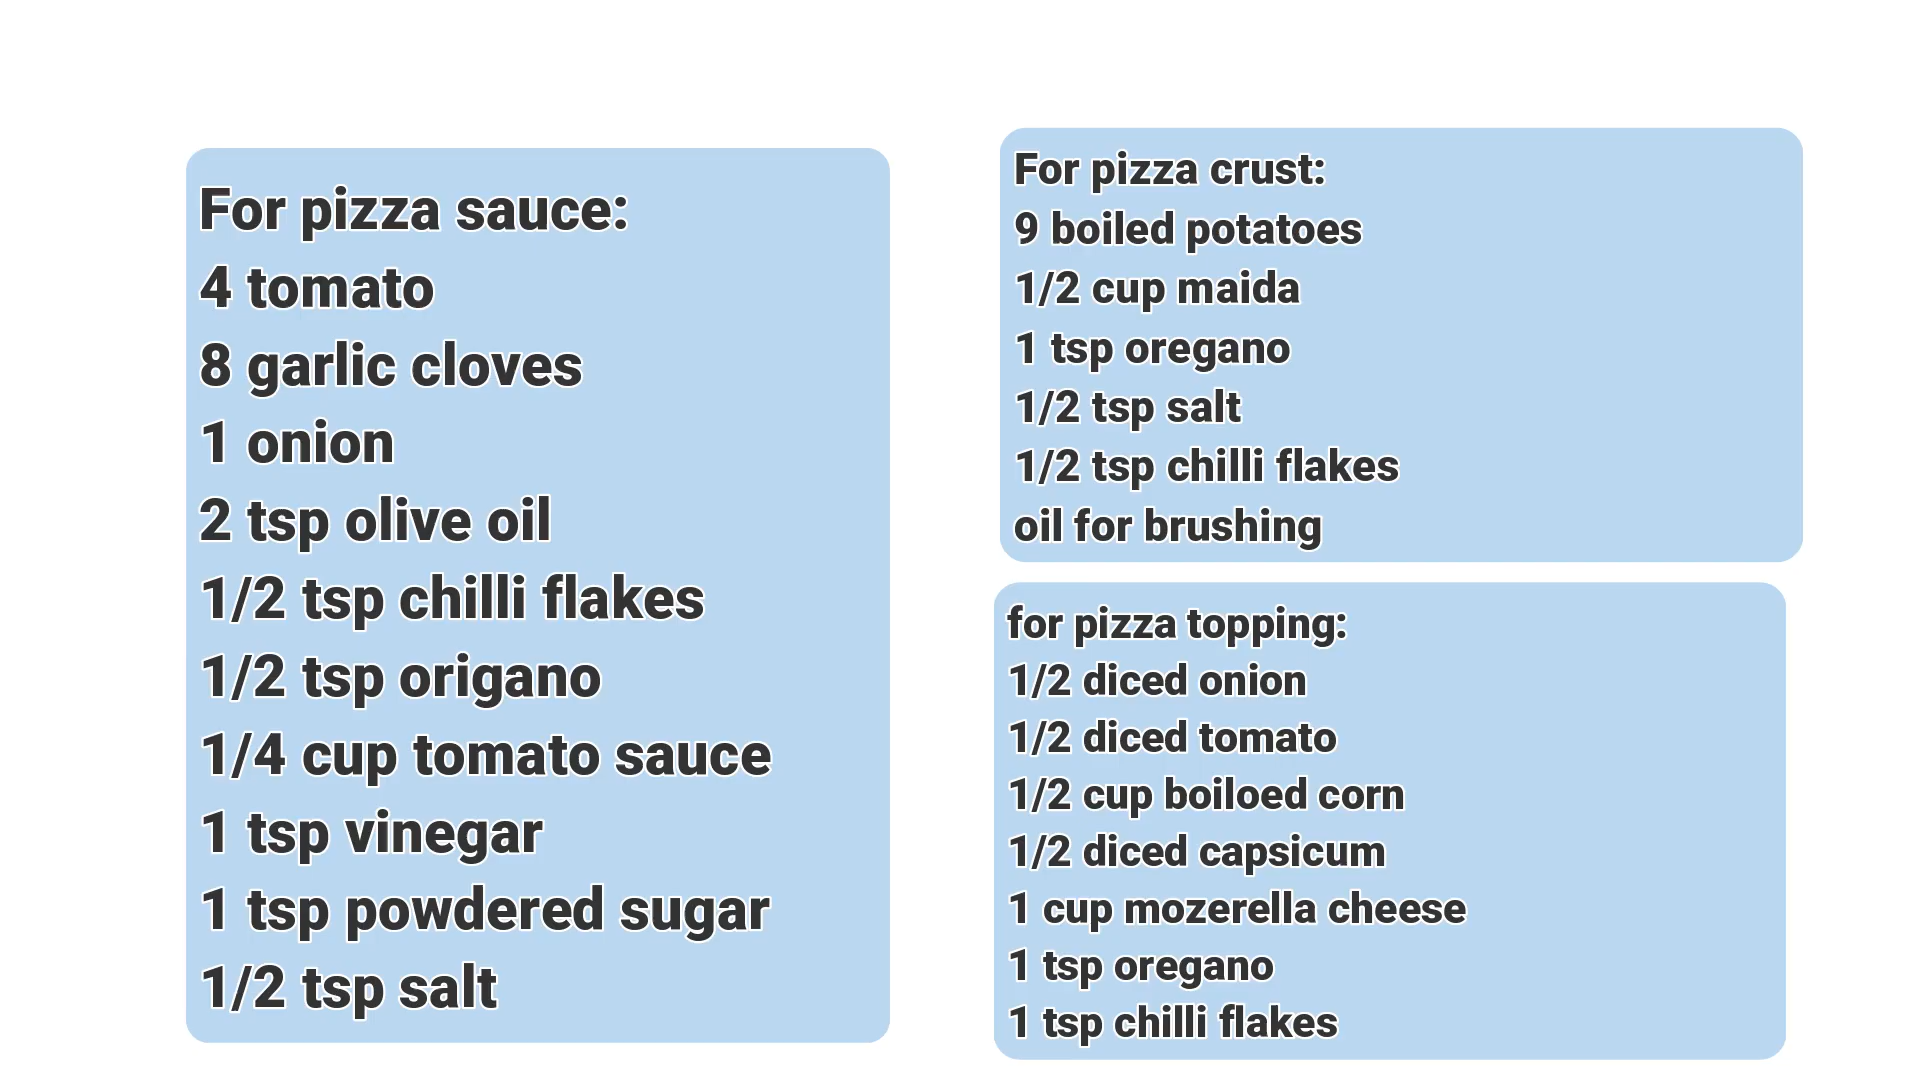 For pizza sauce:
4 tomato
8 garlic cloves
1 onion
2 tsp olive oil
1/2 tsp chilli flakes
1/2 tsp origano
1/4 cup tomato sauce
1 tsp vinegar
1 tsp powdered sugar
1/2 tsp salt
For pizza crust:
9 boiled potatoes
1/2 cup maida
1 tsp oregano
1/2 tsp salt
1/2 tsp chilli flakes
oil for brushing
for pizza topping:
1/2 diced onion
1/2 diced tomato
1/2 cup boiloed corn
1/2 diced capsicum
1 cup mozerella cheese
1 tsp oregano
1 tsp chilli flakes